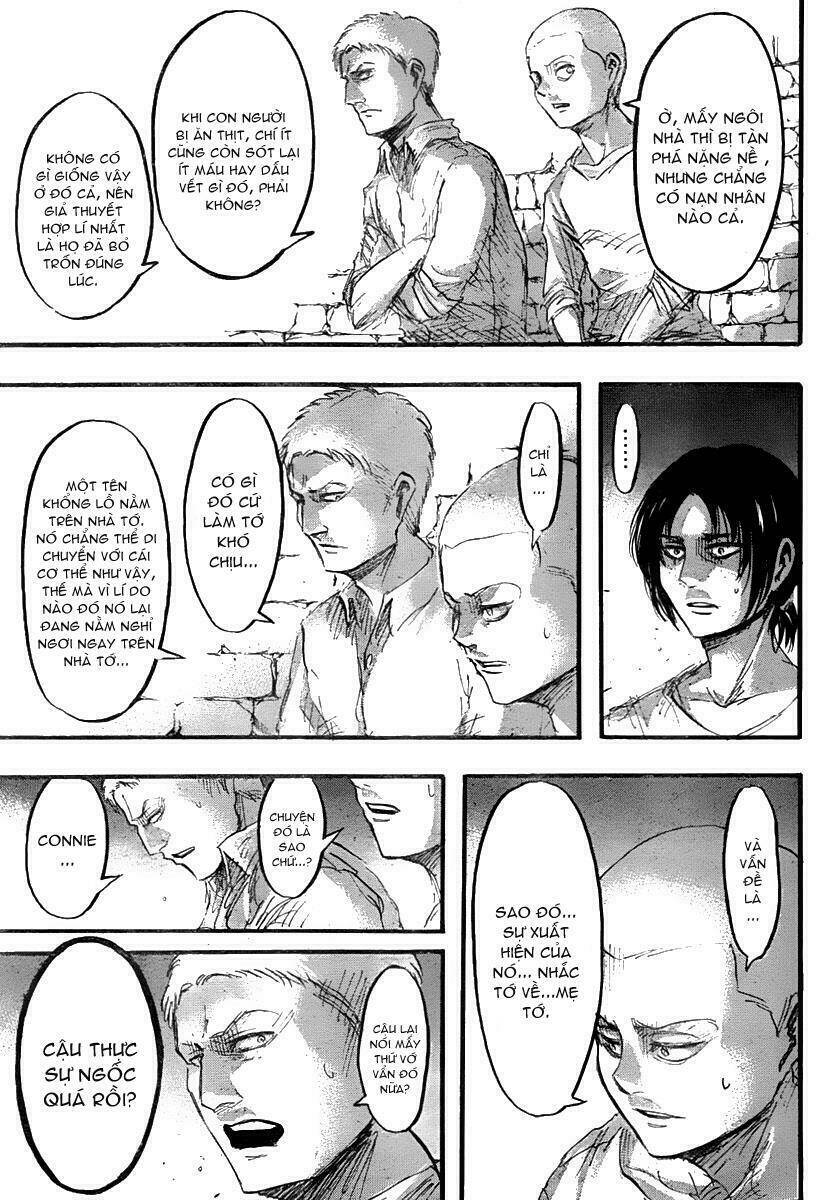 Ờ, MẤY NGÔI
NHÀ THÌ BỊ TÀN
PHÁ NẶNG NỀ ,
NHƯNG CHẲNG
CÓ NẠN NHÂN
NÀO CẢ.
KHI CON NGƯỜI
BỊ ĂN THỊT, CHÍ ÍT
CŨNG CÒN SÓT LẠI
ÍT MÁU HAY DẤU
VẾT GÌ ĐÓ, PHẢI
KHÔNG?
KHÔNG CÓ
GÌ GIỐNG VẬY
Ở ĐÓ CẢ, NÊN
GIẢ THUYẾT
HỢP LÍ NHẤT
LÀ HỌ ĐÃ BỎ
TRỐN ĐÚNG
LÚC.
......
CHỈ
LÀ
...
CÓ GÌ
ĐÓ CỨ
LÀM TỚ
KHÓ
CHỊU...
MỘT TÊN
KHỔNG LỒ NẰM
TRÊN NHÀ TỚ.
NÓ CHẲNG THỂ DI
CHUYỂN VỚI CÁI
CƠ THỂ NHƯ VẬY,
THẾ MÀ VÌ LÍ DO
NÀO ĐÓ NÓ LẠI
ĐANG NẰM NGHỈ
NGƠI NGAY TRÊN
NHÀ TỚ...
VÀ
VẤN
ĐỀ LÀ
...
SAO ĐÓ...
SỰ XUẤT
HIỆN CỦA
NÓ... NHẮC
TỚ VỀ...MẸ
TỚ.
CHUYỆN
ĐÓ LÀ
SAO
CHỨ...?
CONNIE
...
CẬU LẠI
NÓI MẤY
THỨ VỚ
VẨN ĐÓ
NỮA?
CẬU THỰC
SỰ NGỐC
QUÁ RỒI?